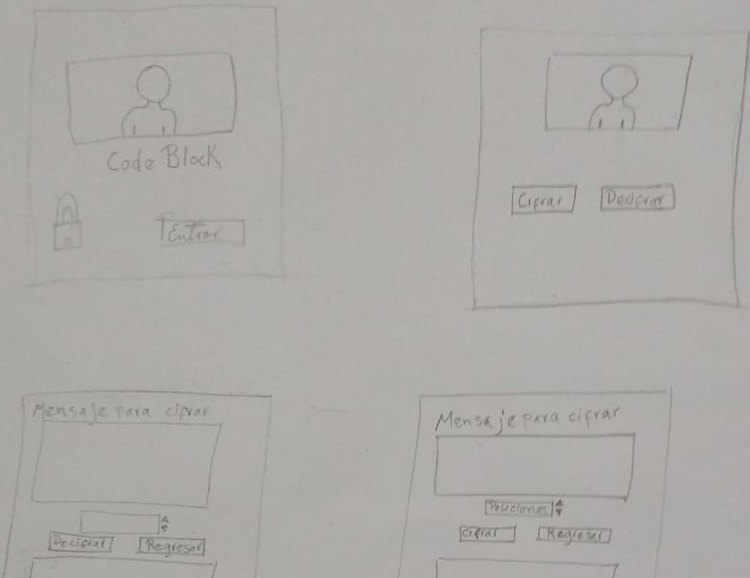 Code Block
Entrar
Cifrar
Decifrar
Mensaje para cifrar
Decifrar
Regresar
Mensaje para cifrar
Posiciones
Cifrar
Regresar